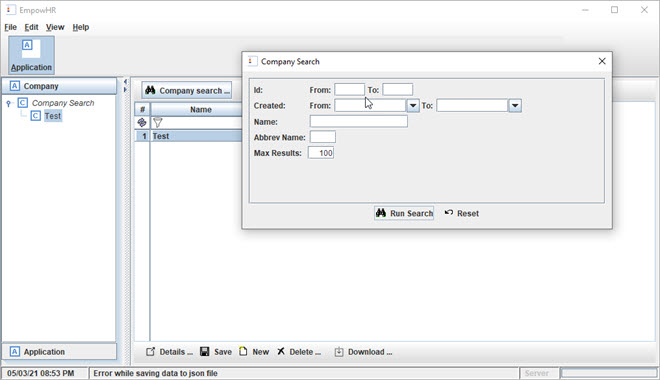 EmpowHR
File Edit View Help
A
Application
A Company
C Company Search
C Test
A Application
Company search ...
# Name
1 Test
Company Search
Id: From: To:
Created: From: To:
Name:
Abbrev Name:
Max Results: 100
Run Search Reset
Details ... Save New Delete ... Download ...
05/03/21 08:53 PM Error while saving data to json file Server